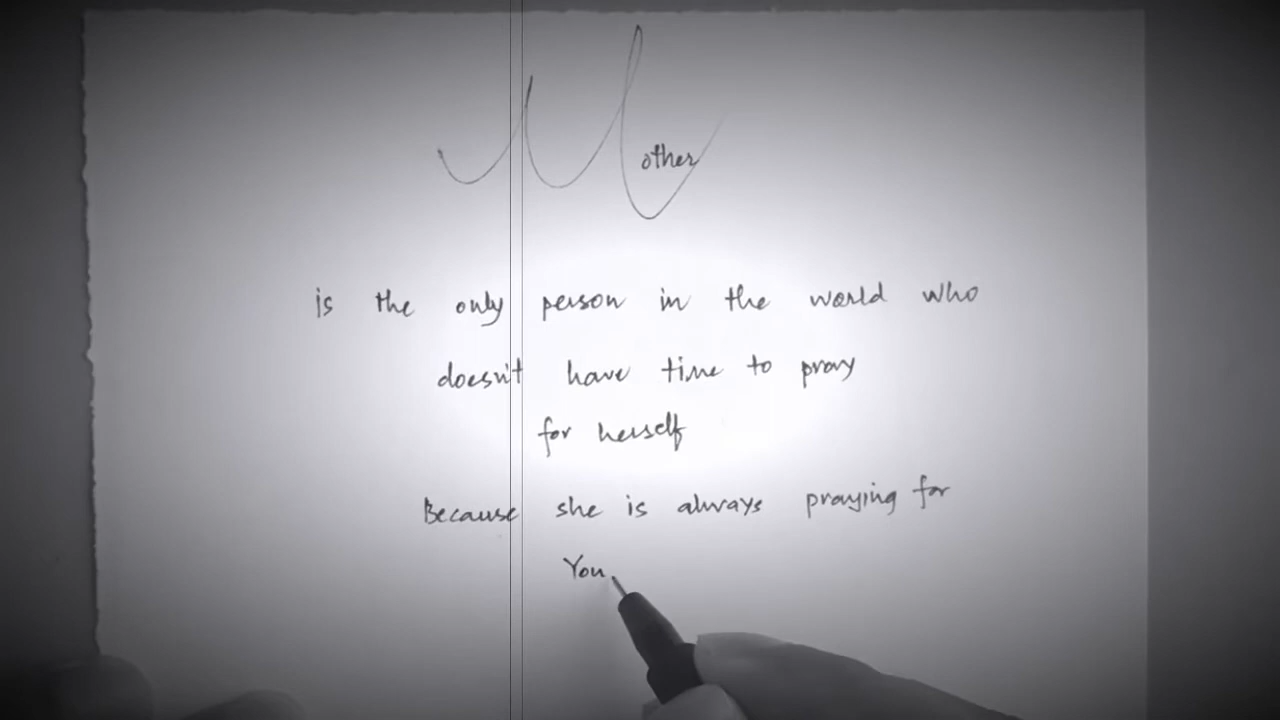 Mother
is the only person in the world who
doesn't have time to pray
for herself
Because she is always praying for
You